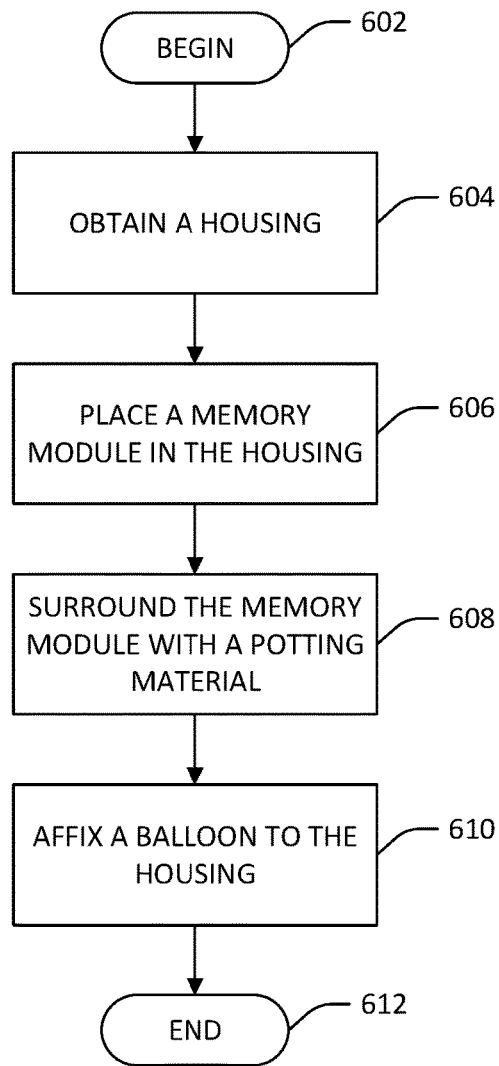 BEGIN
602
OBTAIN A HOUSING
604
PLACE A MEMORY
MODULE IN THE HOUSING
606
SURROUND THE MEMORY
MODULE WITH A POTTING
MATERIAL
608
AFFIX A BALLOON TO THE
HOUSING
610
END
612